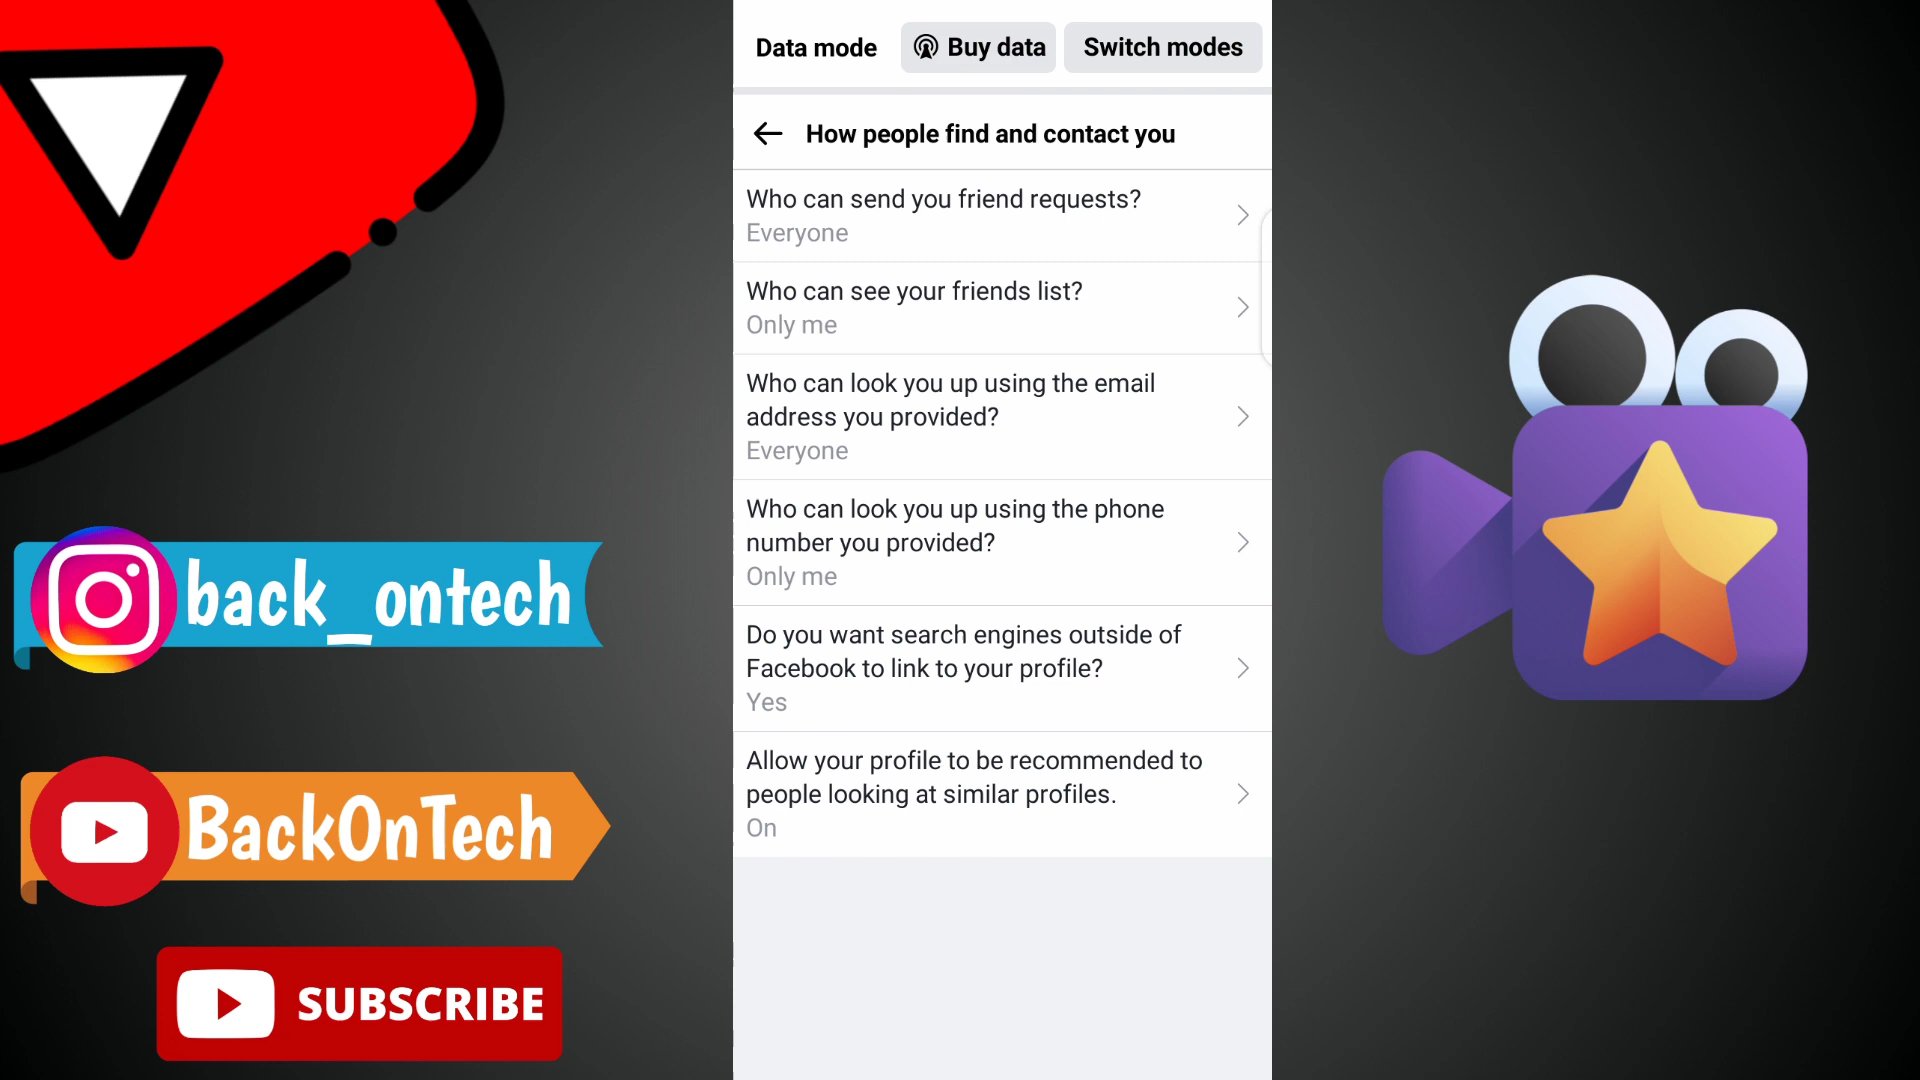 Data mode
Buy data
Switch modes
How people find and contact you
Who can send you friend requests?
Everyone
Who can see your friends list?
Only me
Who can look you up using the email
address you provided?
Everyone
Who can look you up using the phone
number you provided?
Only me
Do you want search engines outside of
Facebook to link to your profile?
Yes
Allow your profile to be recommended to
people looking at similar profiles.
On
back_ontech
BackOnTech
SUBSCRIBE